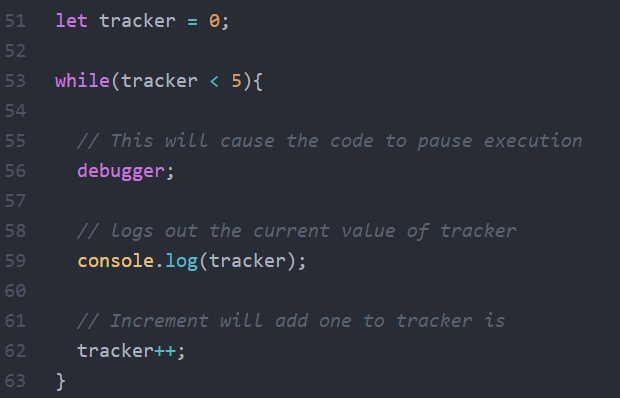 51 let tracker = 0;
52
53 while(tracker < 5){
54
55 // This will cause the code to pause execution
56 debugger;
57
58 // logs out the current value of tracker
59 console.log(tracker);
60
61 // Increment will add one to tracker is
62 tracker++;
63 }